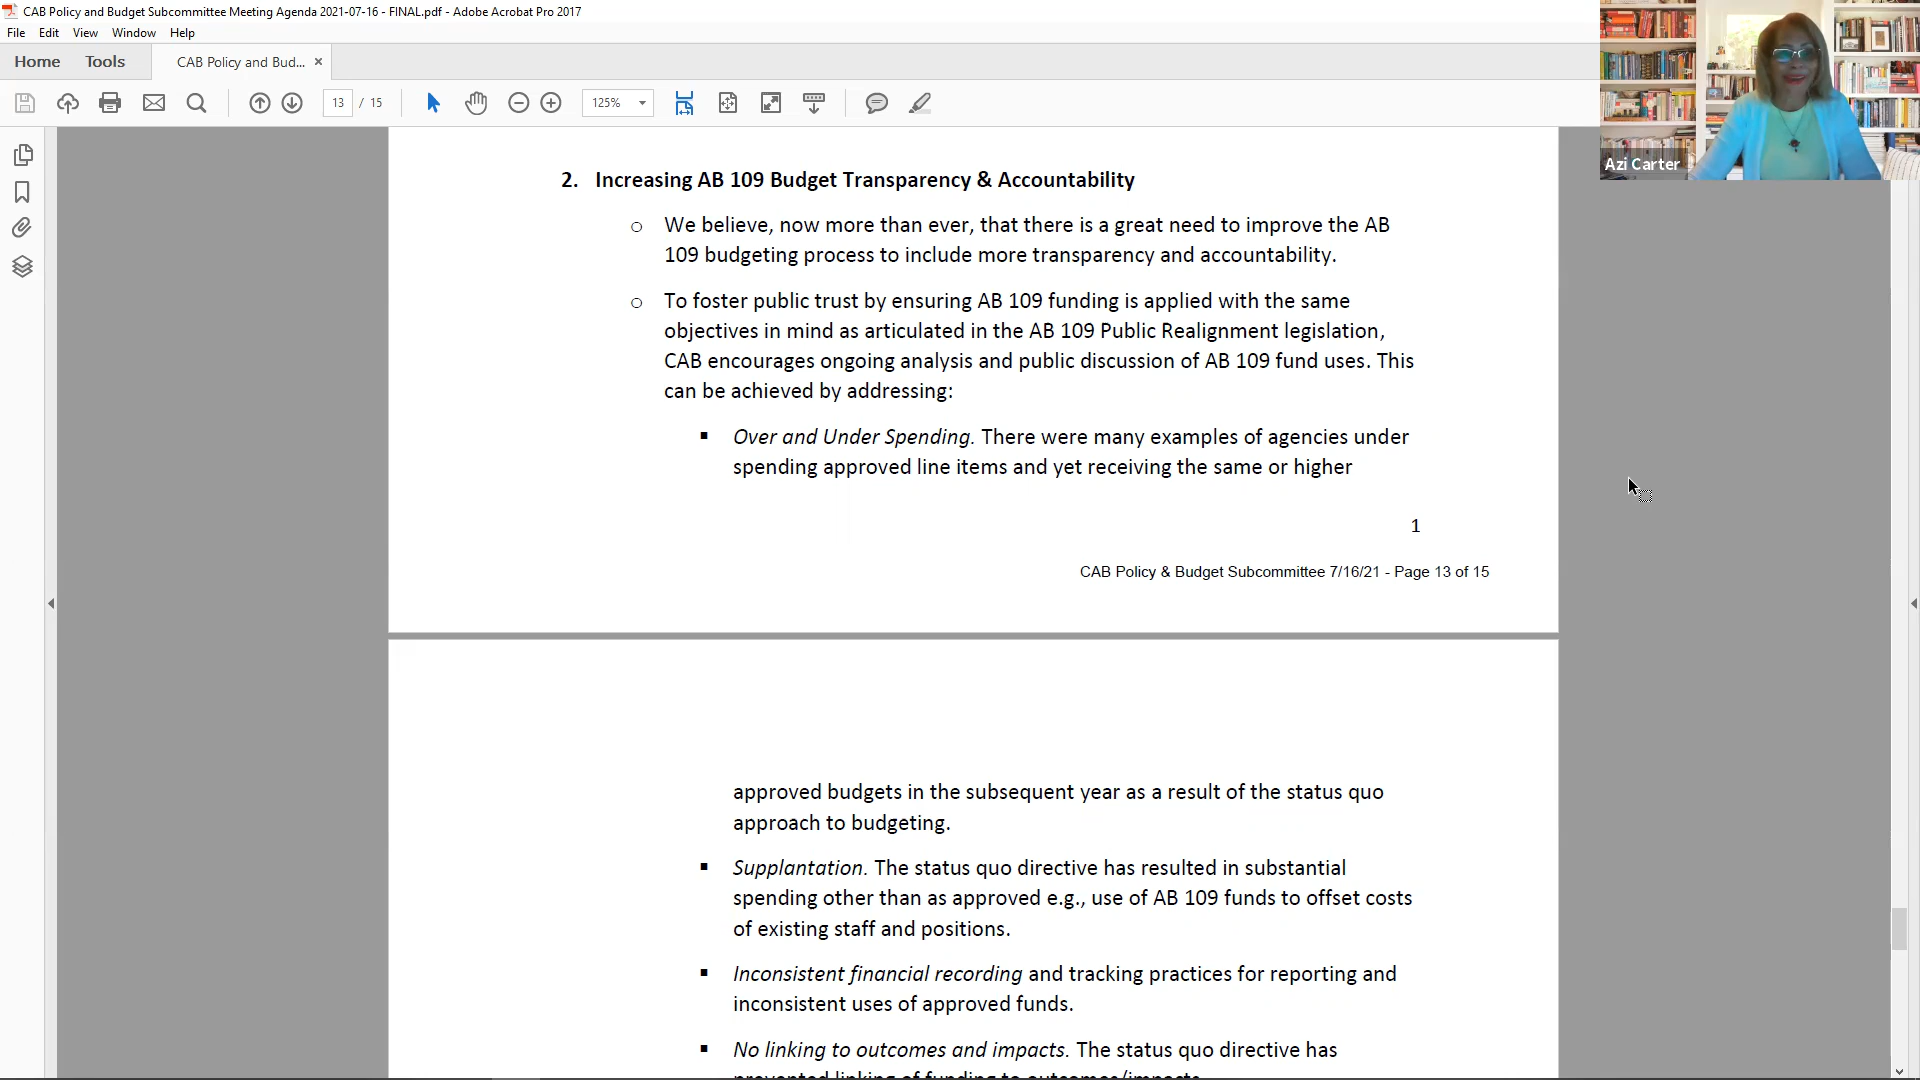 CAB Policy and Budget Subcommittee Meeting Agenda 2021-07-16 - FINAL.pdf - Adobe Acrobat Pro 2017
File Edit View Window Help
Home Tools CAB Policy and Bud... ×
13 / 15 125%
Azi Carter
2. Increasing AB 109 Budget Transparency & Accountability
o We believe, now more than ever, that there is a great need to improve the AB
109 budgeting process to include more transparency and accountability.
o To foster public trust by ensuring AB 109 funding is applied with the same
objectives in mind as articulated in the AB 109 Public Realignment legislation,
CAB encourages ongoing analysis and public discussion of AB 109 fund uses. This
can be achieved by addressing:
▪ Over and Under Spending. There were many examples of agencies under
spending approved line items and yet receiving the same or higher
1
CAB Policy & Budget Subcommittee 7/16/21 - Page 13 of 15
approved budgets in the subsequent year as a result of the status quo
approach to budgeting.
▪ Supplantation. The status quo directive has resulted in substantial
spending other than as approved e.g., use of AB 109 funds to offset costs
of existing staff and positions.
▪ Inconsistent financial recording and tracking practices for reporting and
inconsistent uses of approved funds.
▪ No linking to outcomes and impacts. The status quo directive has
prevented linking of funding to outcomes/impacts